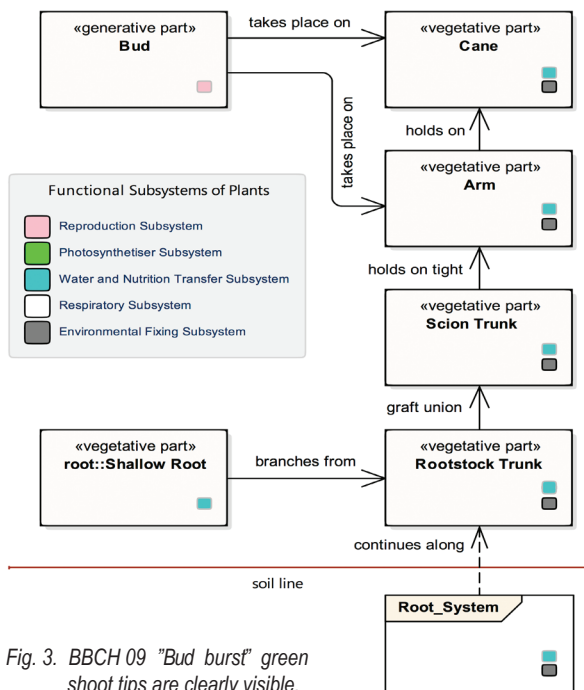 «generative part»
Bud
takes place on
«vegetative part»
Cane
takes place on
holds on
«vegetative part»
Arm
Functional Subsystems of Plants
Reproduction Subsystem
Photosynthetiser Subsystem
Water and Nutrition Transfer Subsystem
Respiratory Subsystem
Environmental Fixing Subsystem
holds on tight
«vegetative part»
Scion Trunk
graft union
«vegetative part»
root::Shallow Root
branches from
«vegetative part»
Rootstock Trunk
continues along
soil line
Root_System
Fig. 3. BBCH 09 ”Bud burst” green
shoot tips are clearly visible.